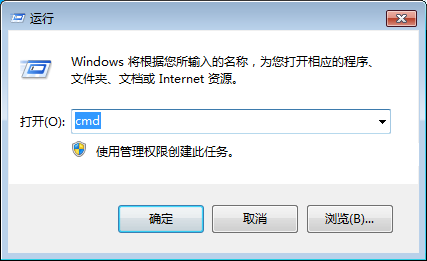 运行
Windows 将根据您所输入的名称，为您打开相应的程序、
文件夹、文档或 Internet 资源。
打开(O): cmd
使用管理权限创建此任务。
确定 取消 浏览(B)...